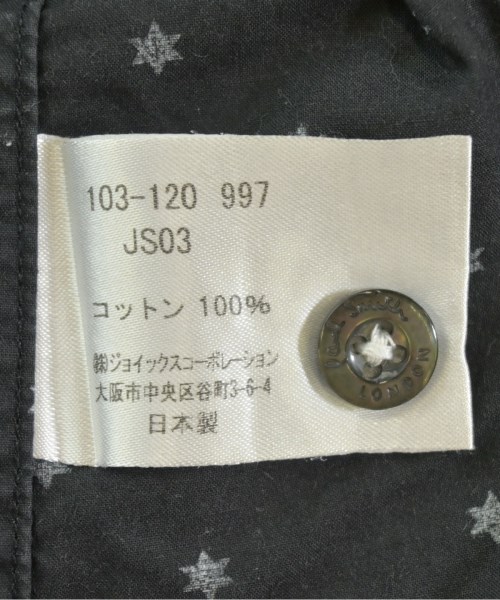 103-120 997
JS03
コットン 100%
㈱ジョイックスコーポレーション
大阪市中央区谷町3-6-4
日本製
LONDON